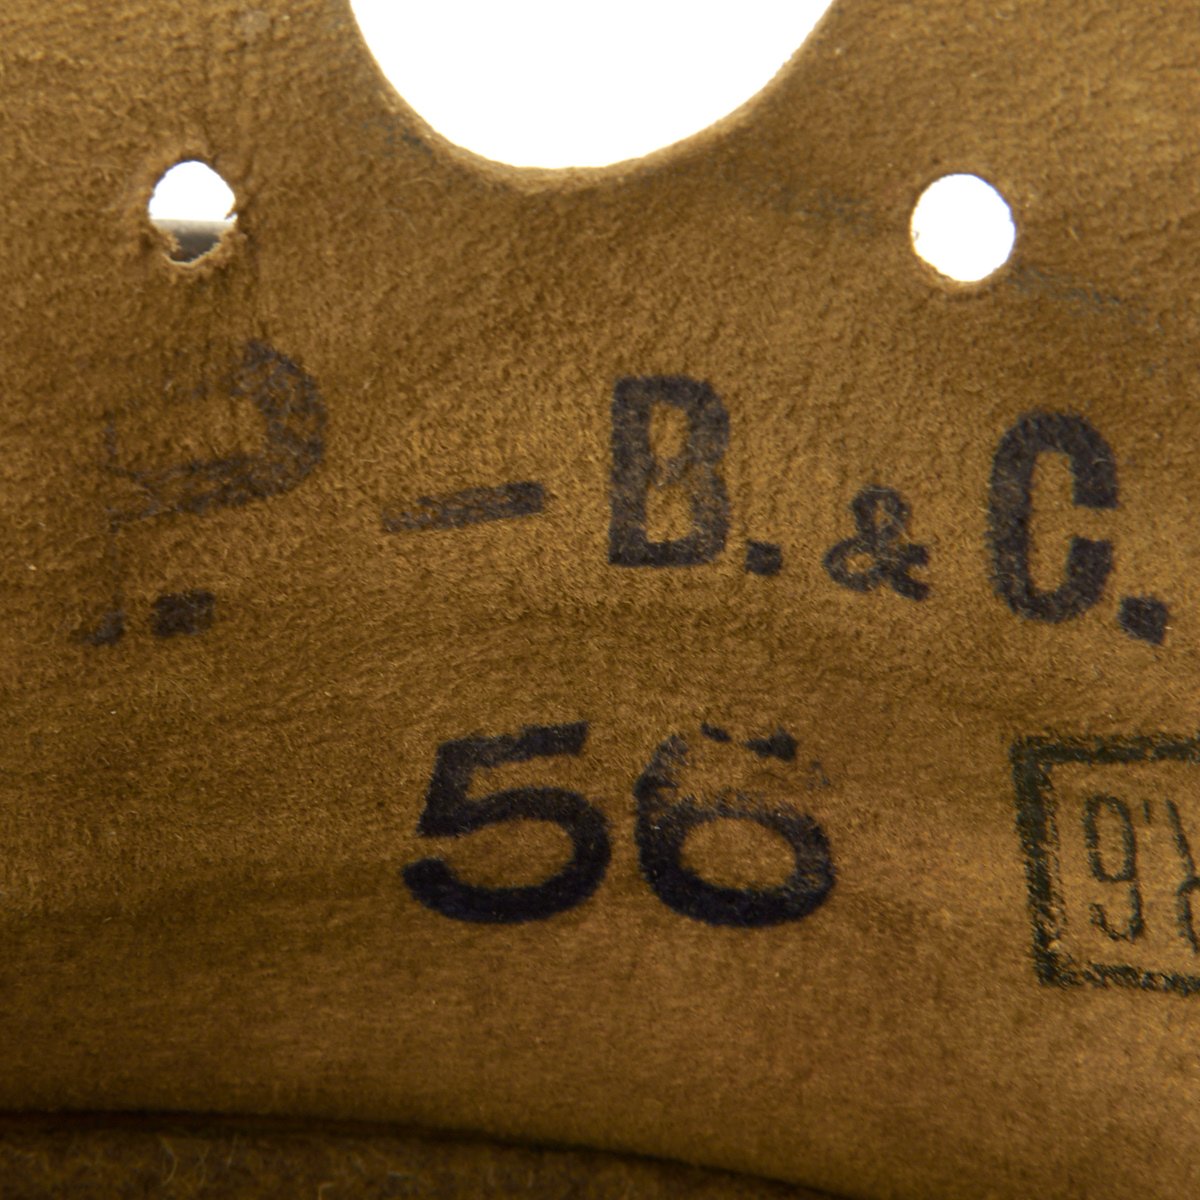 P. – B. & C.
56